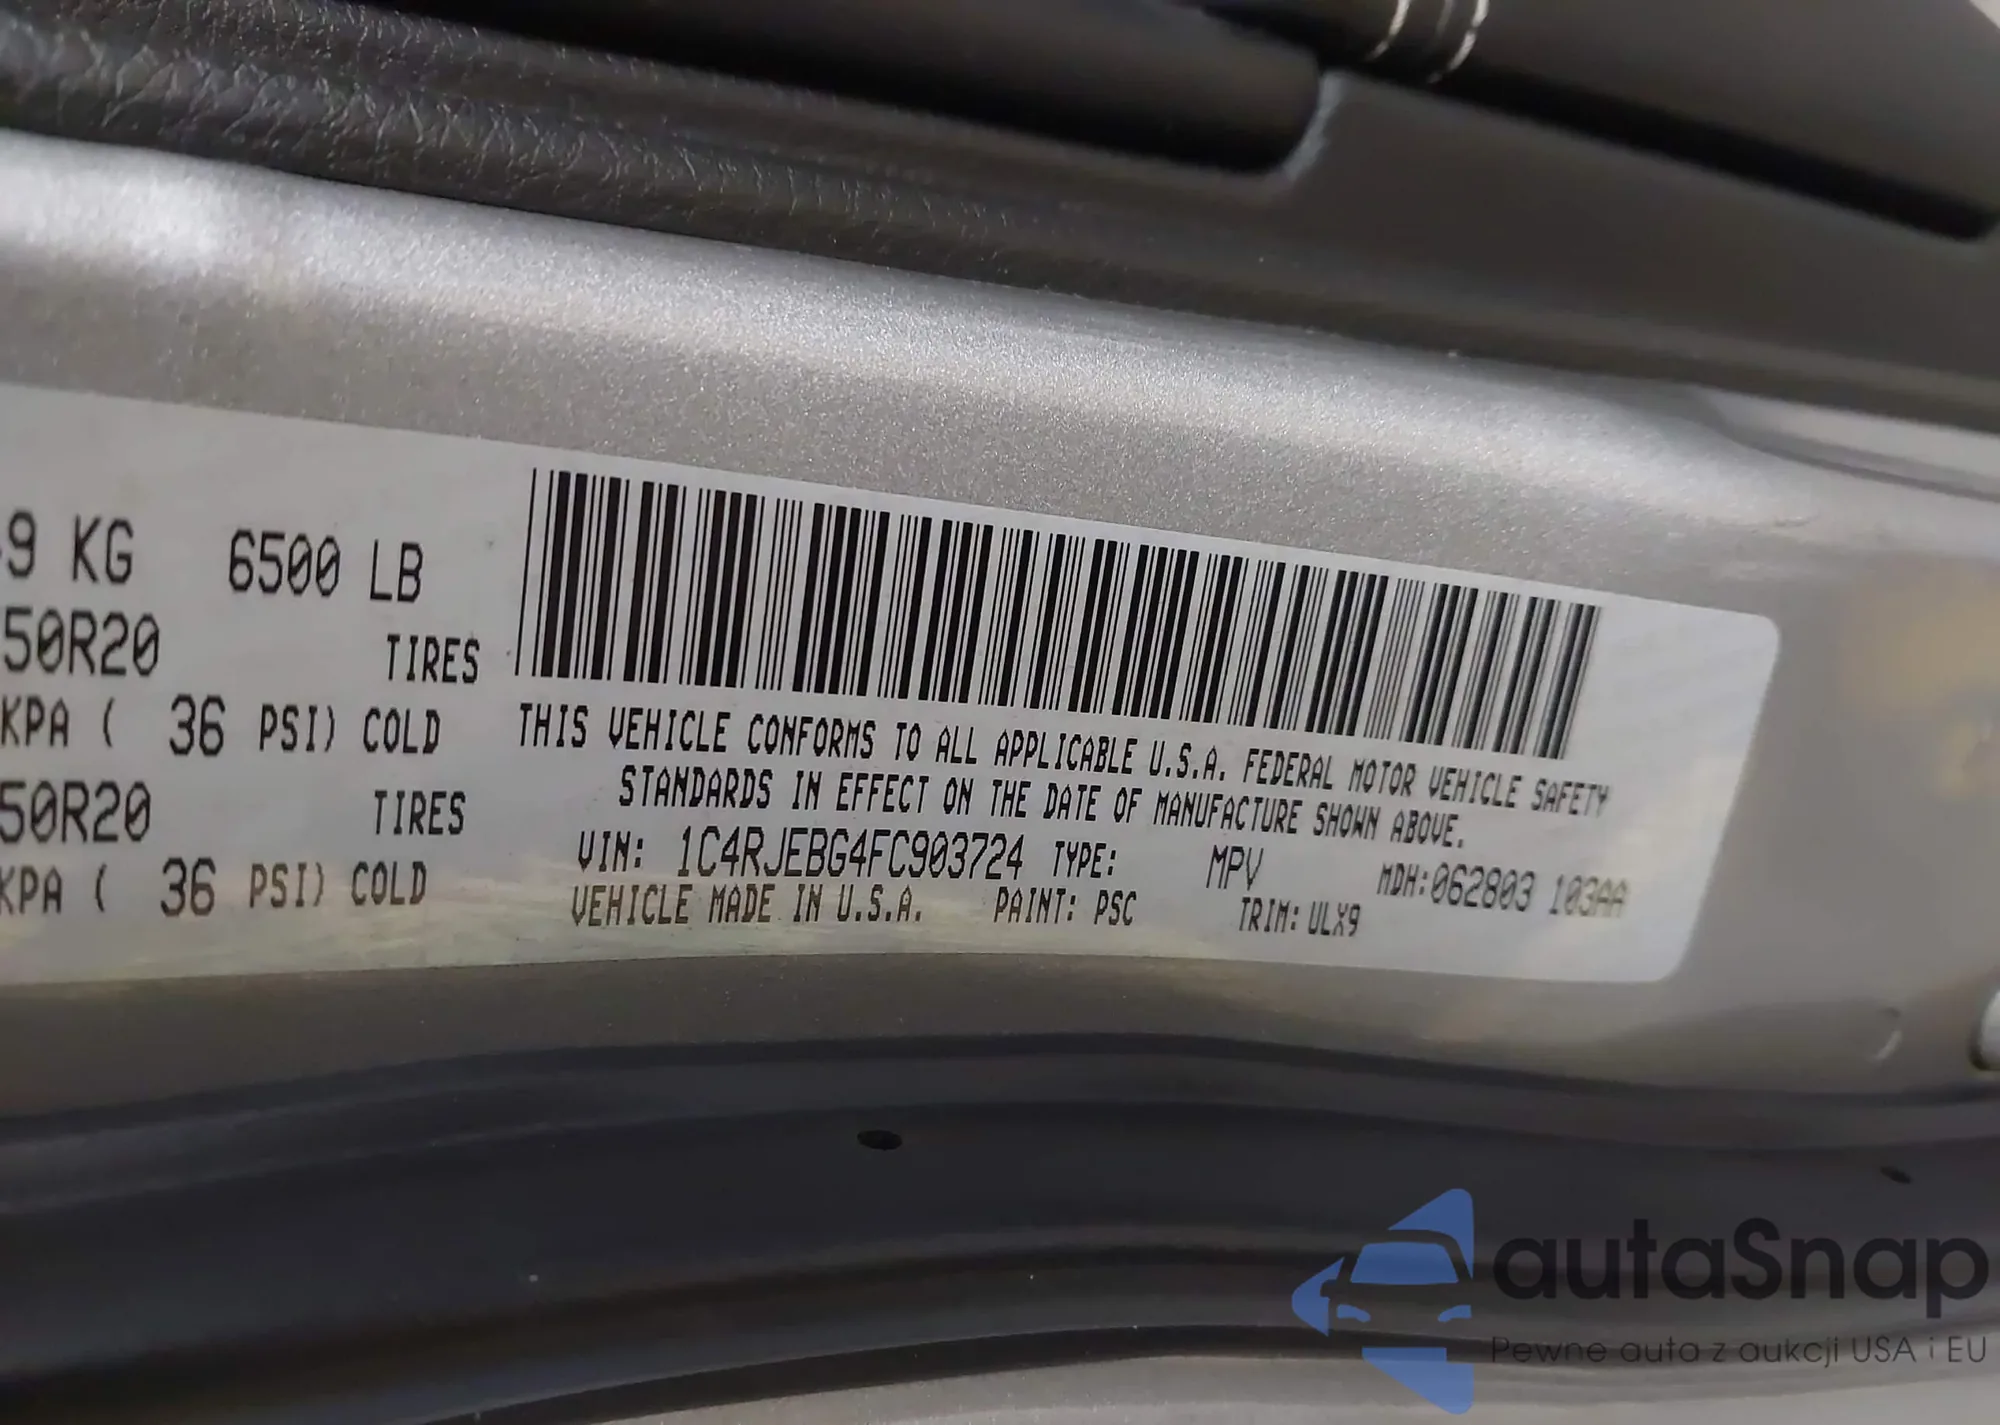 9 KG 6500 LB
50R20 TIRES
KPA ( 36 PSI) COLD
50R20 TIRES
KPA ( 36 PSI) COLD
THIS VEHICLE CONFORMS TO ALL APPLICABLE U.S.A. FEDERAL MOTOR VEHICLE SAFETY
STANDARDS IN EFFECT ON THE DATE OF MANUFACTURE SHOWN ABOVE.
VIN: 1C4RJEBG4FC903724 TYPE: MPV MDH:062803 103AA
VEHICLE MADE IN U.S.A. PAINT: PSC TRIM: ULX9
autaSnap
Pewne auta z aukcji USA i EU